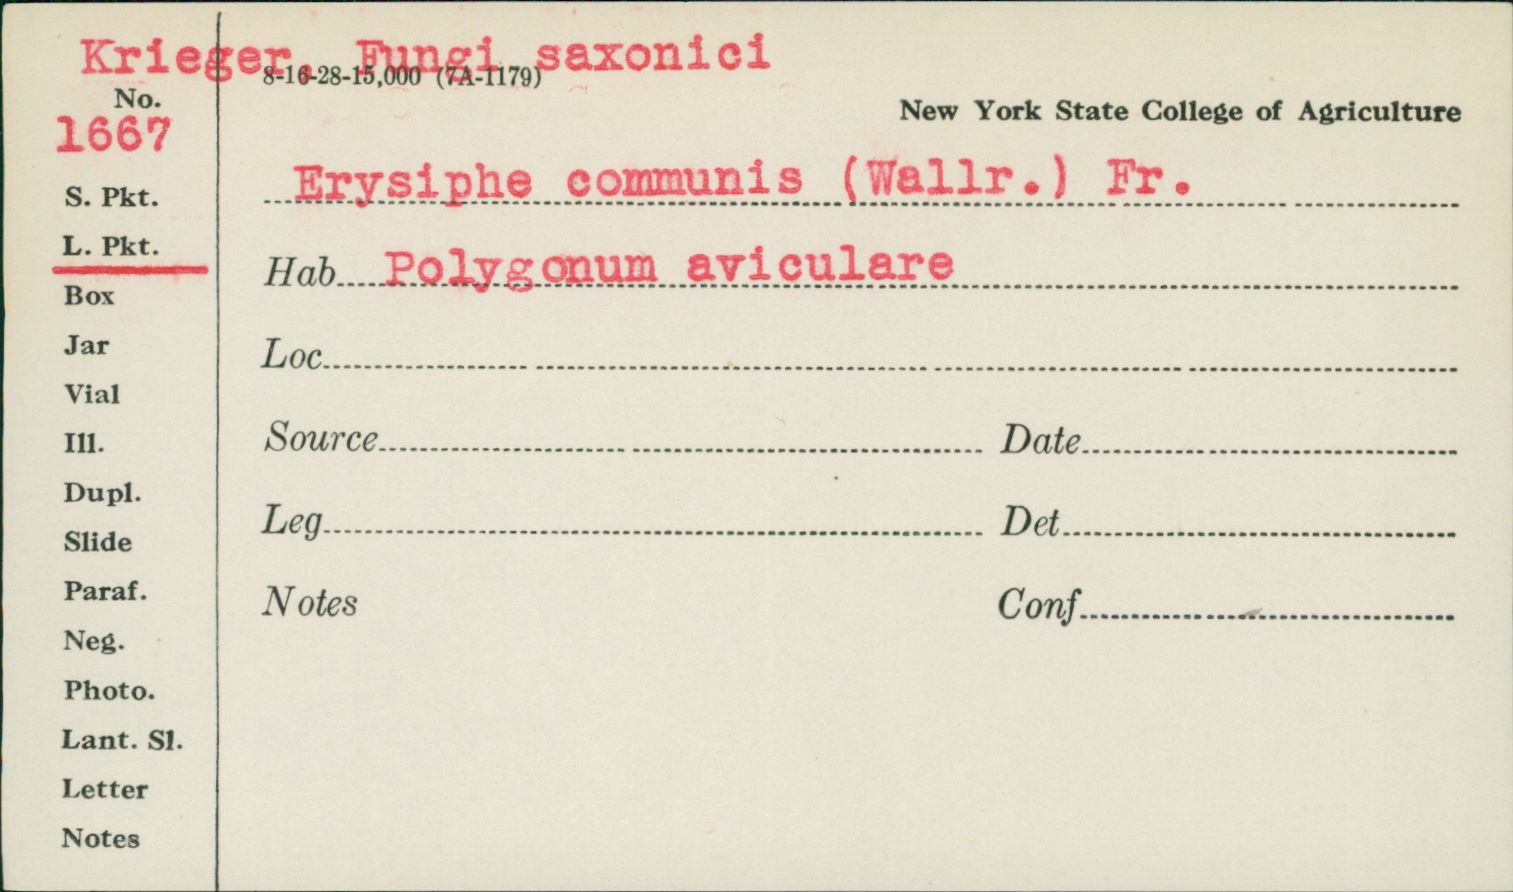 Krieger, Fungi saxonici
8-16-28-15,000 (7A-1179)
No.
New York State College of Agriculture
1667
Erysiphe communis (Wallr.) Fr.
S. Pkt.
L. Pkt.
Hab Polygonum aviculare
Box
Jar
Loc
Vial
Ill.
Source Date
Dupl.
Slide
Leg Det
Paraf.
Notes Conf
Neg.
Photo.
Lant. Sl.
Letter
Notes